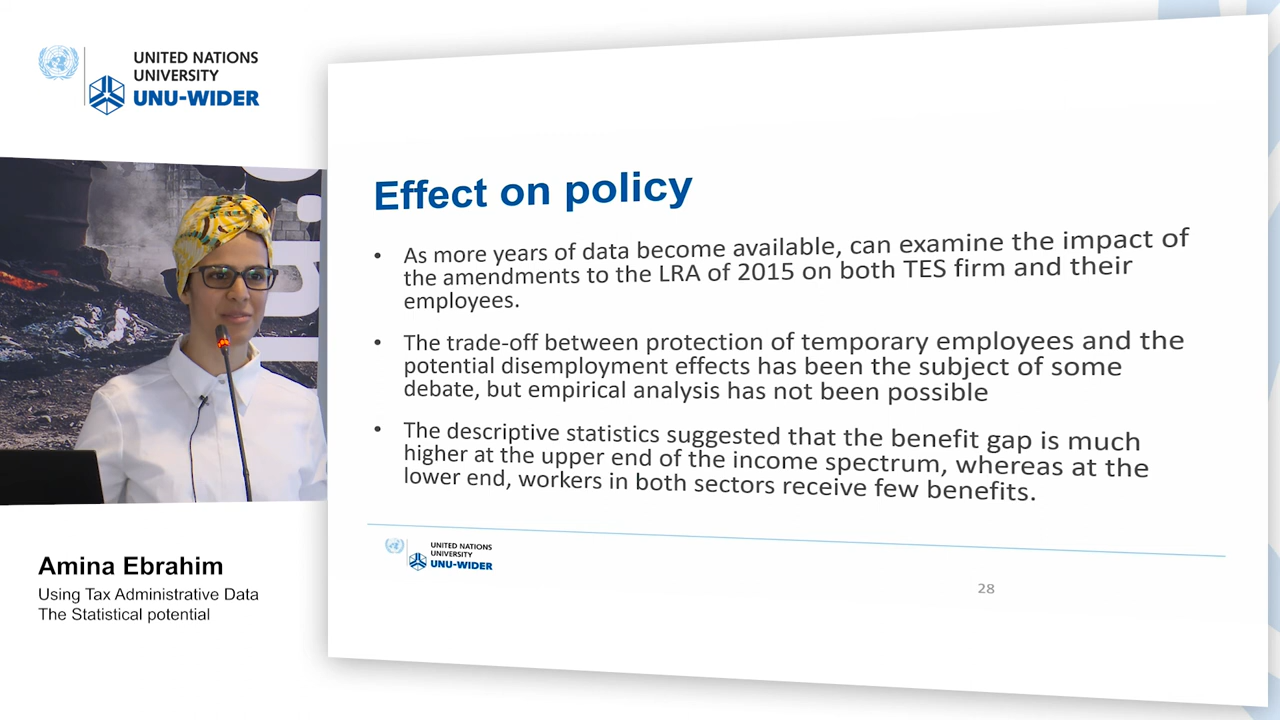 UNITED NATIONS
UNIVERSITY
UNU-WIDER
Amina Ebrahim
Using Tax Administrative Data
The Statistical potential
Effect on policy
• As more years of data become available, can examine the impact of
the amendments to the LRA of 2015 on both TES firm and their
employees.
• The trade-off between protection of temporary employees and the
potential disemployment effects has been the subject of some
debate, but empirical analysis has not been possible
• The descriptive statistics suggested that the benefit gap is much
higher at the upper end of the income spectrum, whereas at the
lower end, workers in both sectors receive few benefits.
UNITED NATIONS
UNIVERSITY
UNU-WIDER
28